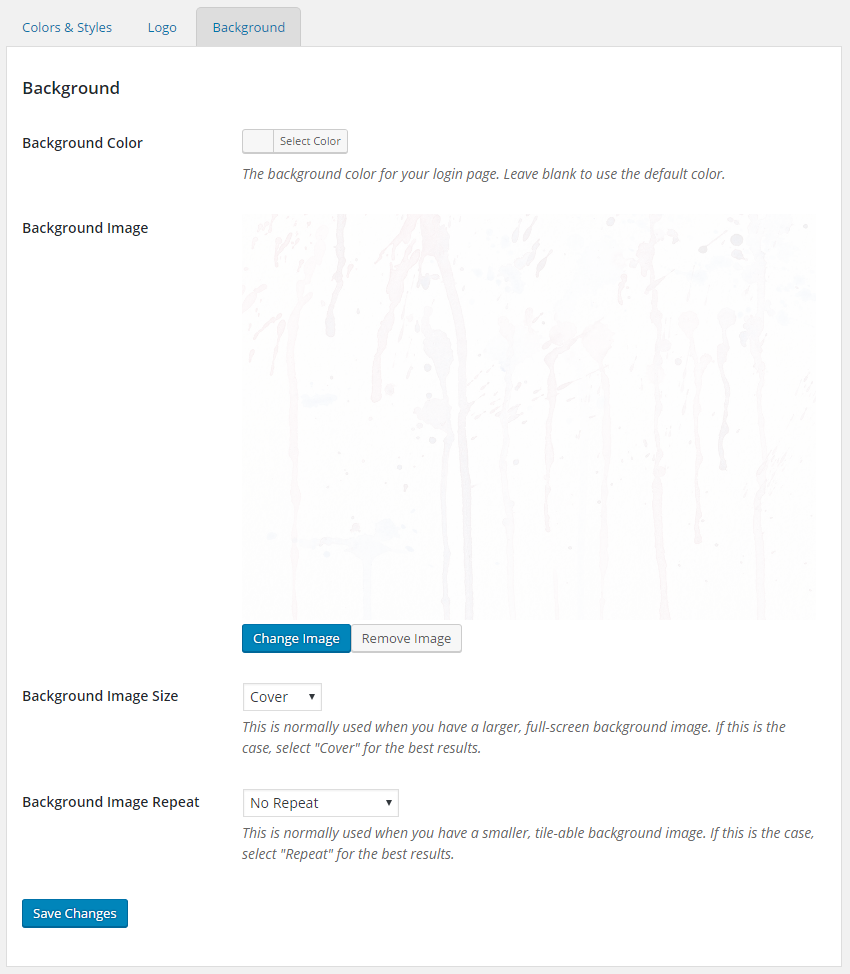 Colors & Styles Logo Background
Background
Background Color Select Color
The background color for your login page. Leave blank to use the default color.
Background Image
Change Image Remove Image
Background Image Size Cover
This is normally used when you have a larger, full-screen background image. If this is the
case, select "Cover" for the best results.
Background Image Repeat No Repeat
This is normally used when you have a smaller, tile-able background image. If this is the case,
select "Repeat" for the best results.
Save Changes